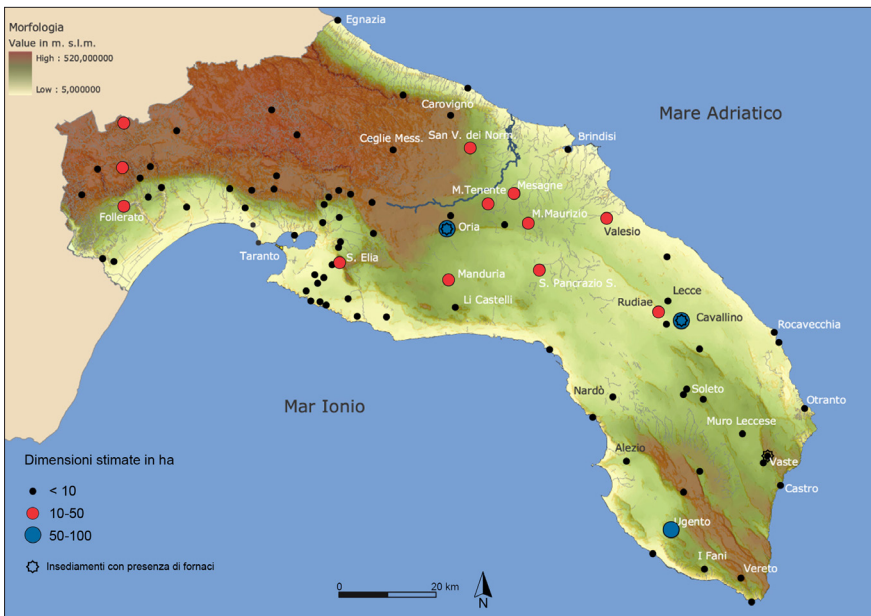 Morfologia
Value in m. s.l.m.
High : 520,000000
Low : 5,000000
Egnazia
Carovigno
Mare Adriatico
Ceglie Mess.
San V. dei Norm.
Brindisi
M.Tenente
Mesagne
Follerato
M.Maurizio
Valesio
Oria
Taranto
S. Elia
Manduria
S. Pancrazio S.
Li Castelli
Lecce
Rudiae
Cavallino
Rocavecchia
Mar Ionio
Nardò
Soleto
Otranto
Muro Leccese
Alezio
Vaste
Castro
Ugento
I Fani
Vereto
Dimensioni stimate in ha
< 10
10-50
50-100
Insediamenti con presenza di fornaci
0 20 km
N